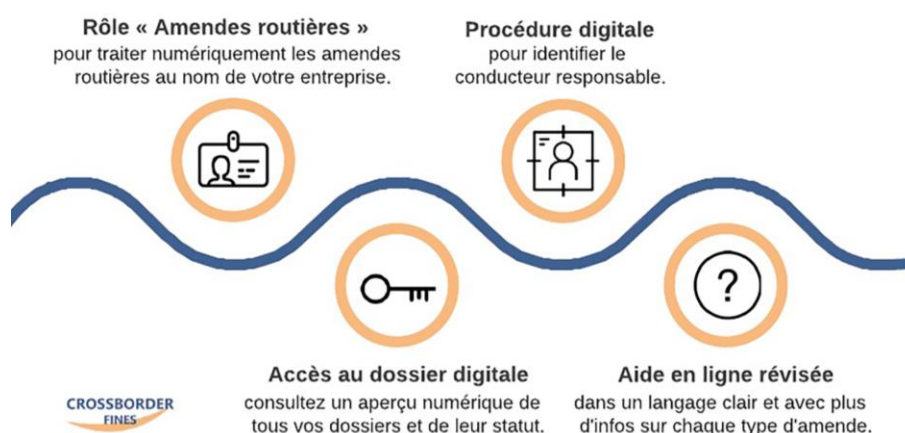 Rôle « Amendes routières »
pour traiter numériquement les amendes
routières au nom de votre entreprise.
Procédure digitale
pour identifier le
conducteur responsable.
?
Accès au dossier digitale
consultez un aperçu numérique de
tous vos dossiers et de leur statut.
Aide en ligne révisée
dans un langage clair et avec plus
d'infos sur chaque type d'amende.
CROSSBORDER
FINES